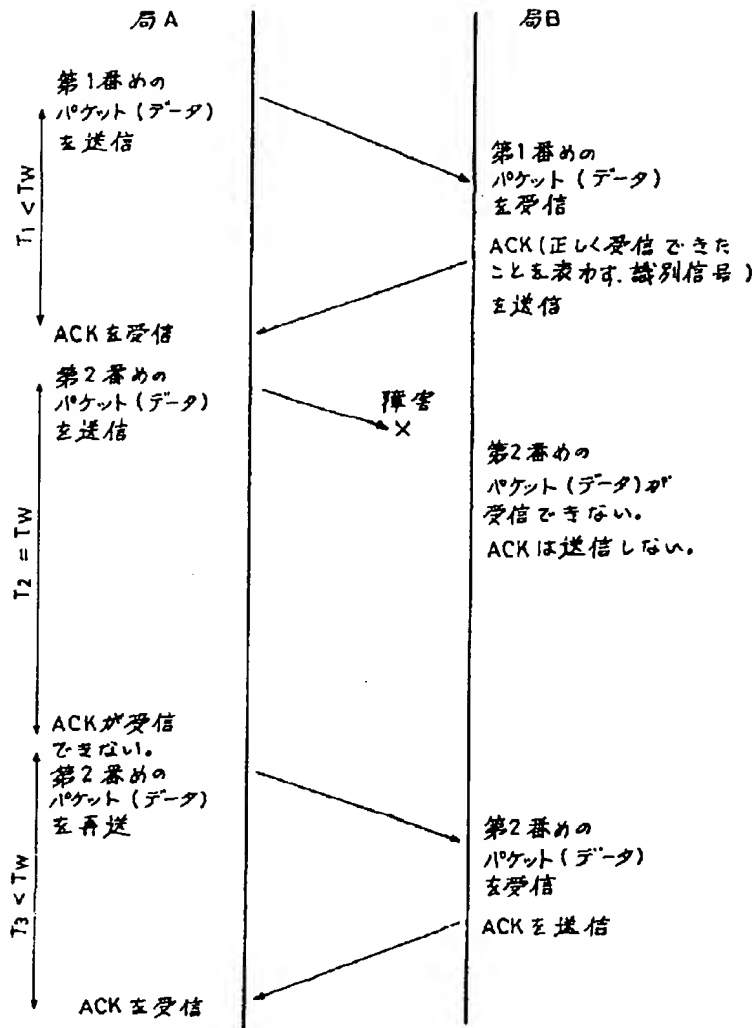 局A
局B
第1番めの
パケット(データ)
を送信
T1 < TW
第1番めの
パケット(データ)
を受信
ACK(正しく受信できた
ことを表わす.識別信号)
を送信
ACKを受信
第2番めの
パケット(データ)
を送信
障害
×
T2 = TW
第2番めの
パケット(データ)が
受信できない。
ACKは送信しない。
ACKが受信
できない。
第2番めの
パケット(データ)
を再送
T3 < TW
第2番めの
パケット(データ)
を受信
ACKを送信
ACKを受信